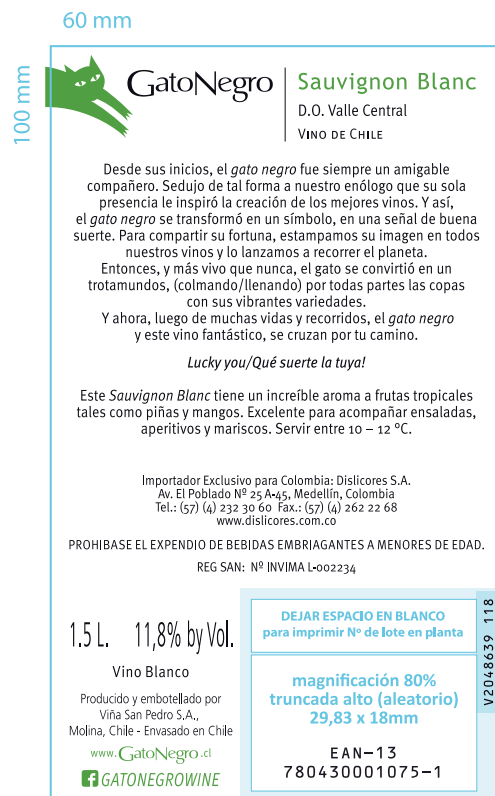 60 mm
100 mm
GatoNegro
Sauvignon Blanc
D.O. Valle Central
VINO DE CHILE
Desde sus inicios, el gato negro fue siempre un amigable
compañero. Sedujo de tal forma a nuestro enólogo que su sola
presencia le inspiró la creación de los mejores vinos. Y así,
el gato negro se transformó en un símbolo, en una señal de buena
suerte. Para compartir su fortuna, estampamos su imagen en todos
nuestros vinos y lo lanzamos a recorrer el planeta.
Entonces, y más vivo que nunca, el gato se convirtió en un
trotamundos, (colmando/llenando) por todas partes las copas
con sus vibrantes variedades.
Y ahora, luego de muchas vidas y recorridos, el gato negro
y este vino fantástico, se cruzan por tu camino.
Lucky you/Qué suerte la tuya!
Este Sauvignon Blanc tiene un increíble aroma a frutas tropicales
tales como piñas y mangos. Excelente para acompañar ensaladas,
aperitivos y mariscos. Servir entre 10 – 12 °C.
Importador Exclusivo para Colombia: Dislicores S.A.
Av. El Poblado Nº 25 A-45, Medellín, Colombia
Tel.: (57) (4) 232 30 60 Fax.: (57) (4) 262 22 68
www.dislicores.com.co
PROHIBASE EL EXPENDIO DE BEBIDAS EMBRIAGANTES A MENORES DE EDAD.
REG SAN: Nº INVIMA L-002234
1.5 L. 11,8% by Vol.
Vino Blanco
Producido y embotellado por
Viña San Pedro S.A.,
Molina, Chile - Envasado en Chile
www.GatoNegro.cl
f GATONEGROWINE
DEJAR ESPACIO EN BLANCO
para imprimir Nº de lote en planta
magnificación 80%
truncada alto (aleatorio)
29,83 x 18mm
EAN-13
780430001075-1
V2048639 118